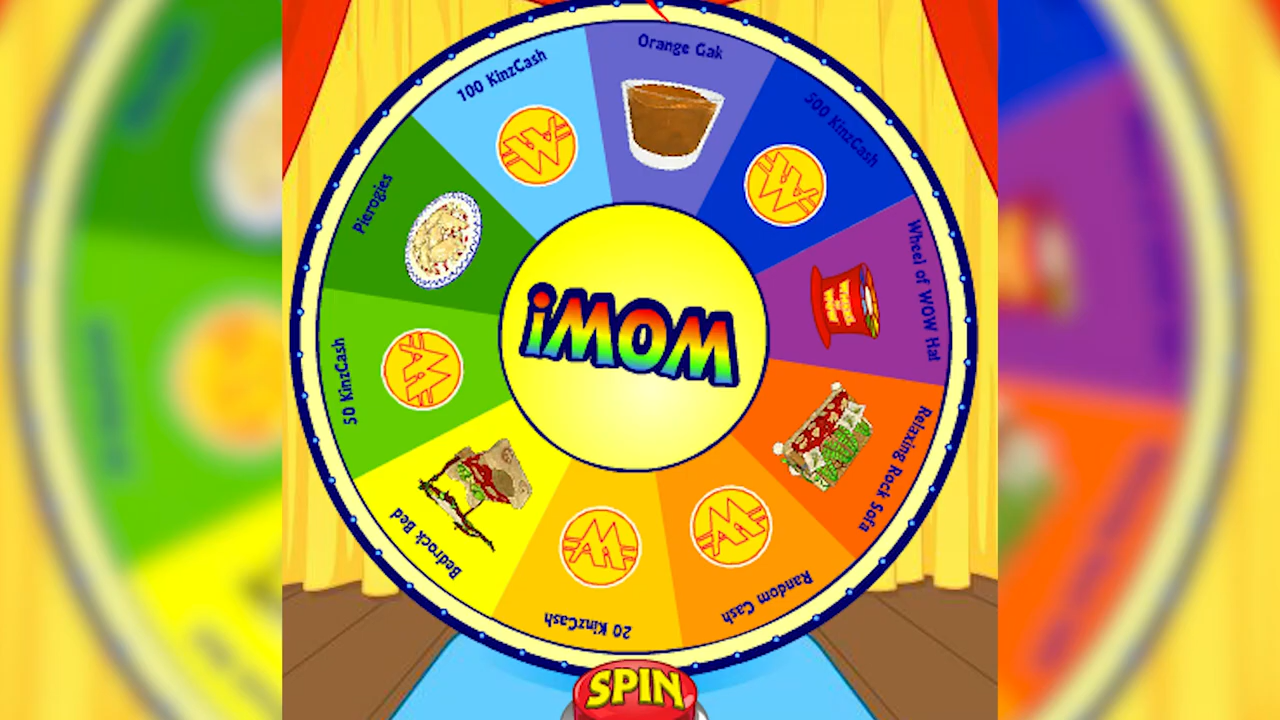 Orange Gak
500 KinzCash
Wheel of WOW Hat
Relaxing Rock Sofa
Random Cash
20 KinzCash
Bedrock Bed
50 KinzCash
Pierogies
100 KinzCash
WOW!
SPIN